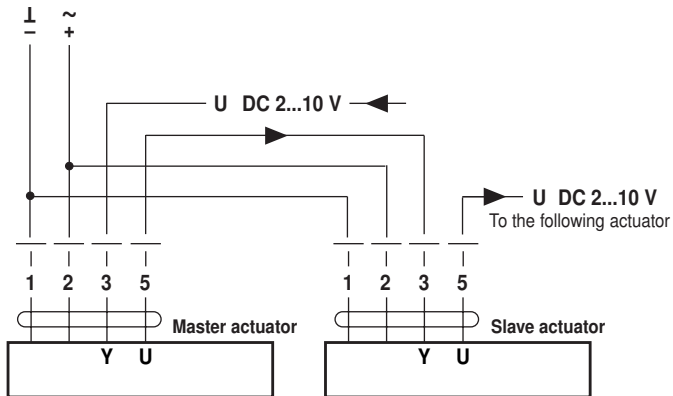 ⊥ ~
− +
U DC 2...10 V
U DC 2...10 V
To the following actuator
1 2 3 5
1 2 3 5
Master actuator
Slave actuator
Y U
Y U